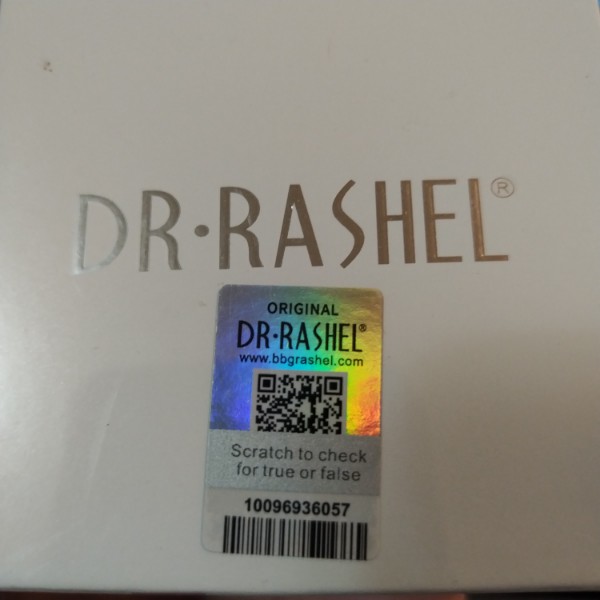 DR·RASHEL®
ORIGINAL
DR·RASHEL®
www.bbgrashel.com
Scratch to check
for true or false
10096936057